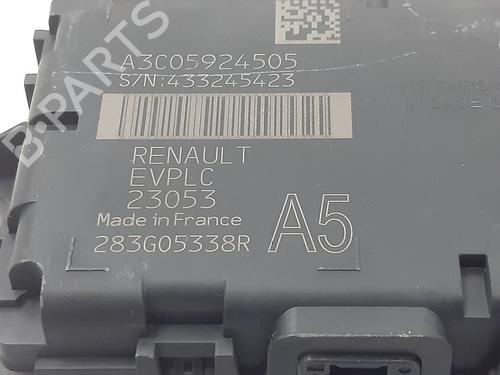 A3C05924505
S/N:433245423
RENAULT
EVPLC
23053
Made in France
A5
283G05338R
B-PARTS